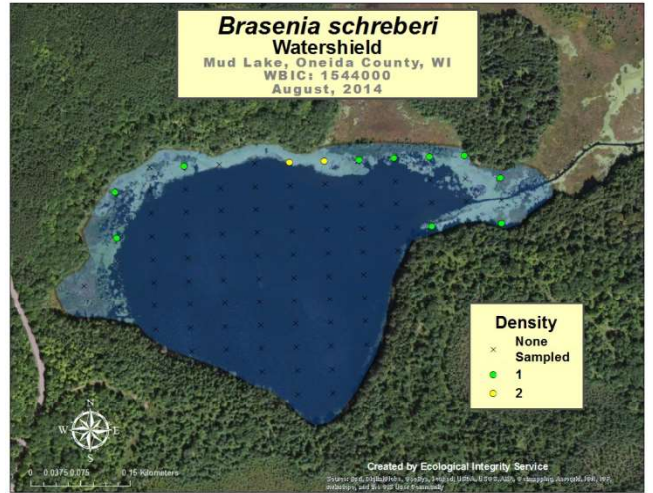 Brasenia schreberi
Watershield
Mud Lake, Oneida County, WI
WBIC: 1544000
August, 2014
Density
None
Sampled
1
2
N
W E
S
0 0.0375 0.075 0.15 Kilometers
Created by Ecological Integrity Service